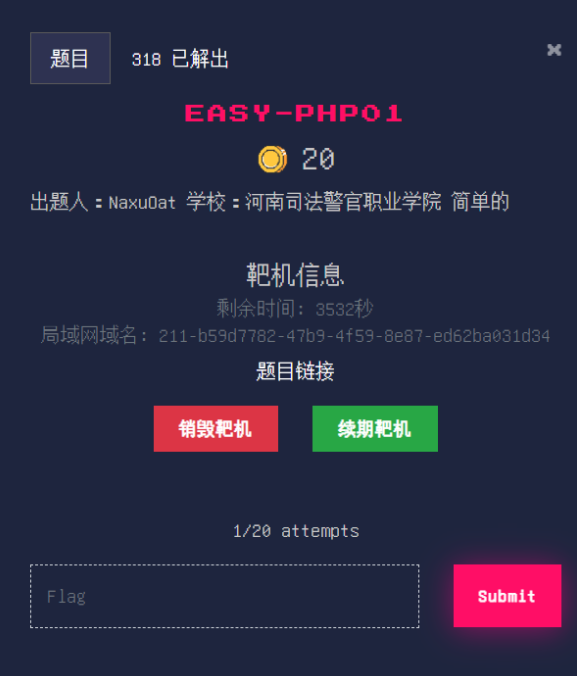 题目 318 已解出
×
EASY-PHP01
20
出题人：Naxu0at 学校：河南司法警官职业学院 简单的
靶机信息
剩余时间: 3532秒
局域网域名: 211-b59d7782-47b9-4f59-8e87-ed62ba031d34
题目链接
销毁靶机 续期靶机
1/20 attempts
Flag Submit